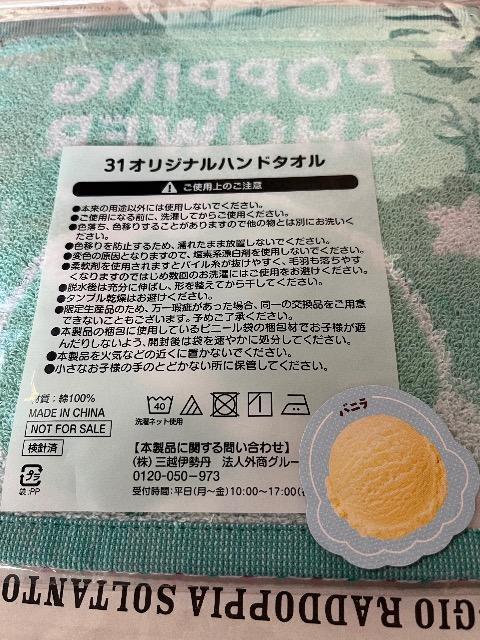 POPPING
SHOWER
31オリジナルハンドタオル
ご使用上のご注意
●本来の用途以外には使用しないでください。
●ご使用になる前に、洗濯してからご使用ください。
●色落ち、色移りすることがありますので他の物とは別にお洗いください。
●色移りを防止するため、濡れたまま放置しないでください。
●変色の原因となりますので、塩素系漂白剤を使用しないでください。
●柔軟剤を使用されますとパイル糸が抜けやすく、毛羽も落ちやす
くなりますのではじめ数回のお洗濯にはご使用をお避けください。
●脱水後は充分に伸ばし、形を整えてから干してください。
●タンブル乾燥はお避けください。
●限定生産品のため、万一瑕疵があった場合、同一の交換品をご用意
できないこともございます。予めご了承ください。
●本製品の梱包に使用しているビニール袋の梱包材でお子様が遊
んだりしないよう、開封後は袋を速やかに処分してください。
●本製品を火気などの近くに置かないでください。
●小さなお子様の手のとどかない所に保管してください。
材質：綿100%
MADE IN CHINA
NOT FOR SALE
検針済
プラ
袋:PP
40
洗濯ネット使用
【本製品に関する問い合わせ】
(株)三越伊勢丹 法人外商グルー
0120-050-973
受付時間:平日(月～金)10:00～17:00
バニラ
GIO RADDOPPIA SOLTANTO